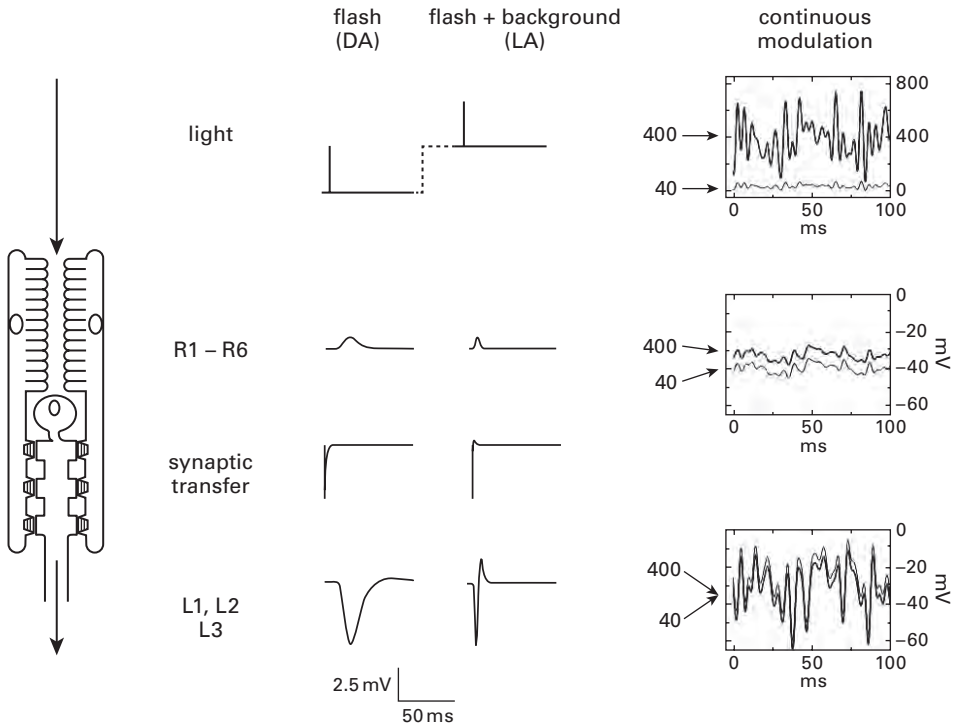 flash
(DA)
flash + background
(LA)
continuous
modulation
light
400
40
800
400
0
0
50
100
ms
R1 – R6
400
40
0
−20
−40
−60
mV
0
50
100
ms
synaptic
transfer
L1, L2
L3
400
40
0
−20
−40
−60
mV
0
50
100
ms
2.5 mV
50 ms